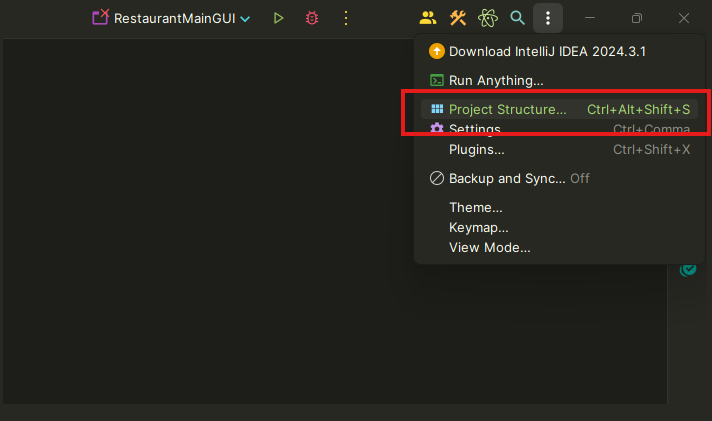 RestaurantMainGUI
Download IntelliJ IDEA 2024.3.1
Run Anything...
Project Structure... Ctrl+Alt+Shift+S
Settings... Ctrl+Comma
Plugins... Ctrl+Shift+X
Backup and Sync... Off
Theme...
Keymap...
View Mode...